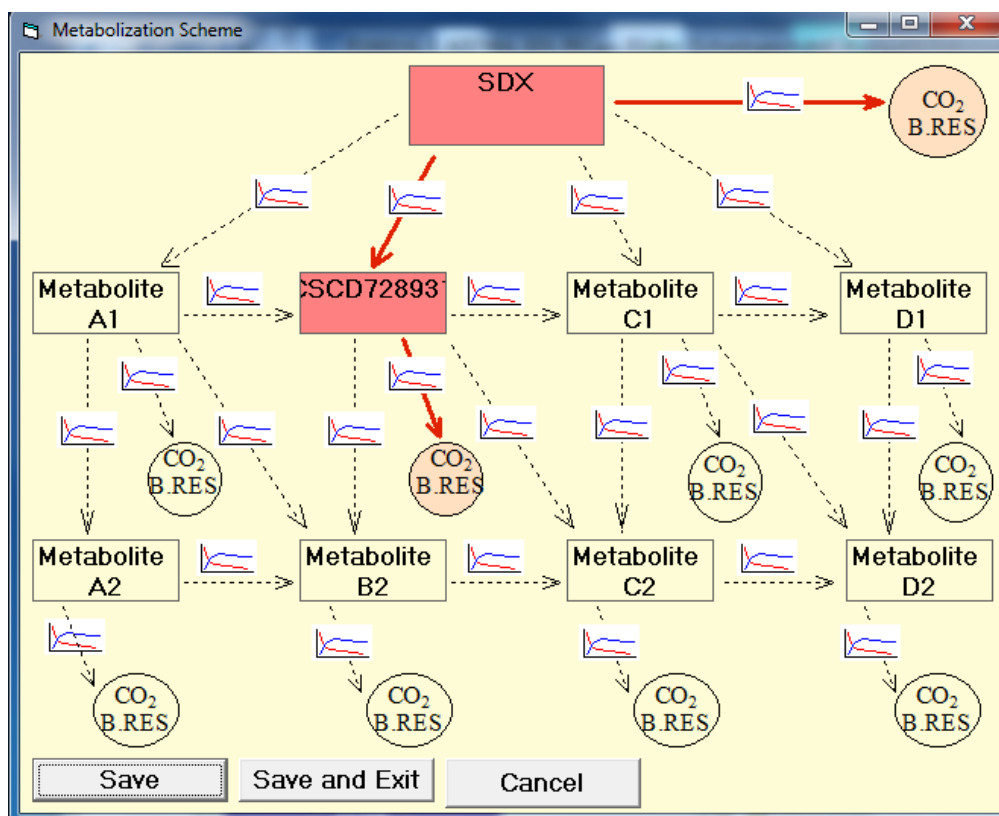 Metabolization Scheme
SDX
CO₂
B.RES
Metabolite
A1
CSCD72893
Metabolite
C1
Metabolite
D1
CO₂
B.RES
CO₂
B.RES
CO₂
B.RES
CO₂
B.RES
Metabolite
A2
Metabolite
B2
Metabolite
C2
Metabolite
D2
CO₂
B.RES
CO₂
B.RES
CO₂
B.RES
CO₂
B.RES
Save
Save and Exit
Cancel